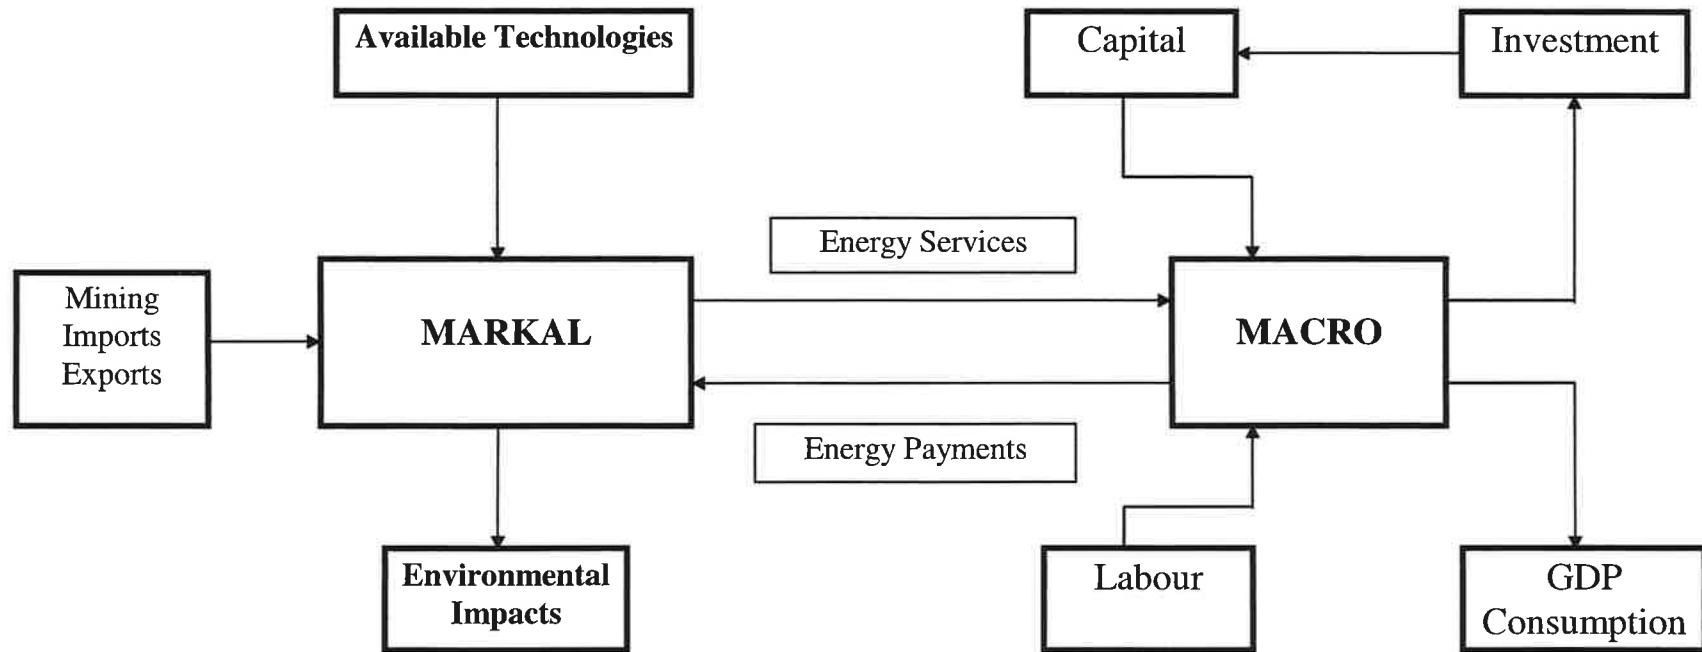 Available Technologies
Capital
Investment
Energy Services
Mining
Imports
Exports
MARKAL
MACRO
Energy Payments
Environmental
Impacts
Labour
GDP
Consumption